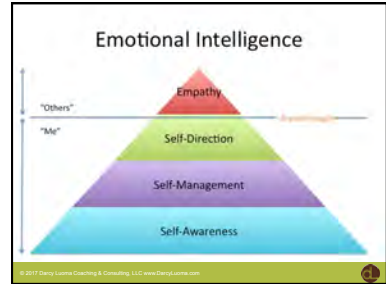 Emotional Intelligence
Empathy
"Others"
"Me"
Self-Direction
Self-Management
Self-Awareness
© 2017 Darcy Luoma Coaching & Consulting, LLC www.DarcyLuoma.com